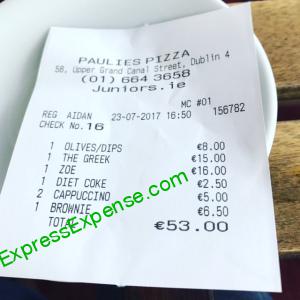 PAULIES PIZZA
58, Upper Grand Canal Street, Dublin 4
(01) 664 3658
Juniors.ie
MC #01
REG AIDAN 23-07-2017 16:50 156782
CHECK No.16
1 OLIVES/DIPS €8.00
1 THE GREEK €15.00
1 ZOE €16.00
1 DIET COKE €2.50
2 CAPPUCCINO €5.00
1 BROWNIE €6.50
TOTAL €53.00
ExpressExpense.com